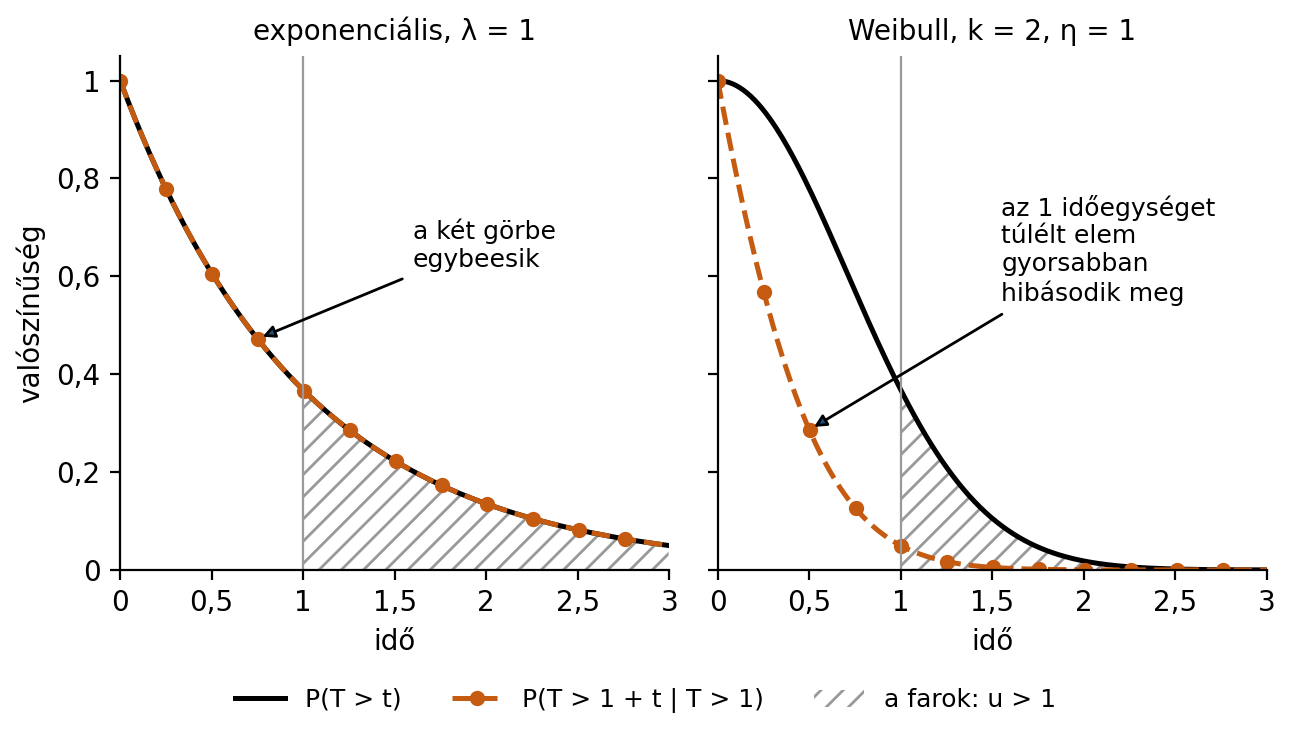 exponenciális, λ = 1
valószínűség
1
0,8
0,6
0,4
0,2
0
a két görbe
egybeesik
0 0,5 1 1,5 2 2,5 3
idő
Weibull, k = 2, η = 1
az 1 időegységet
túlélt elem
gyorsabban
hibásodik meg
0 0,5 1 1,5 2 2,5 3
idő
P(T > t) P(T > 1 + t | T > 1) a farok: u > 1